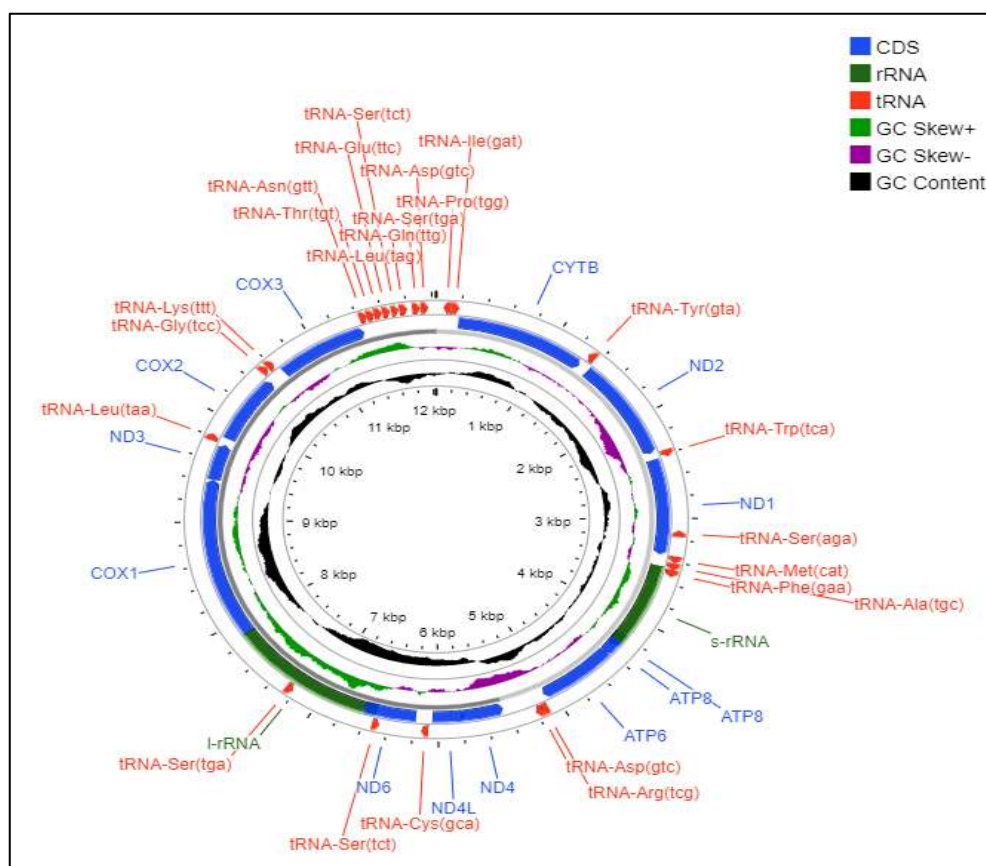 CDS
rRNA
tRNA
GC Skew+
GC Skew-
GC Content
tRNA-Ser(tct)
tRNA-Glu(ttc)
tRNA-Ile(gat)
tRNA-Asp(gtc)
tRNA-Asn(gtt)
tRNA-Pro(tgg)
tRNA-Thr(tgt)
tRNA-Ser(tga)
tRNA-Gln(ttg)
tRNA-Leu(tag)
COX3
CYTB
tRNA-Lys(ttt)
tRNA-Gly(tcc)
tRNA-Tyr(gta)
COX2
ND2
tRNA-Leu(taa)
ND3
tRNA-Trp(tca)
12 kbp
11 kbp
1 kbp
10 kbp
2 kbp
9 kbp
3 kbp
8 kbp
4 kbp
7 kbp
6 kbp
5 kbp
ND1
tRNA-Ser(aga)
tRNA-Met(cat)
tRNA-Phe(gaa)
tRNA-Ala(tgc)
COX1
s-rRNA
ATP8
ATP8
ATP6
l-rRNA
tRNA-Ser(tga)
tRNA-Asp(gtc)
tRNA-Arg(tcg)
ND6
ND4L
ND4
tRNA-Cys(gca)
tRNA-Ser(tct)